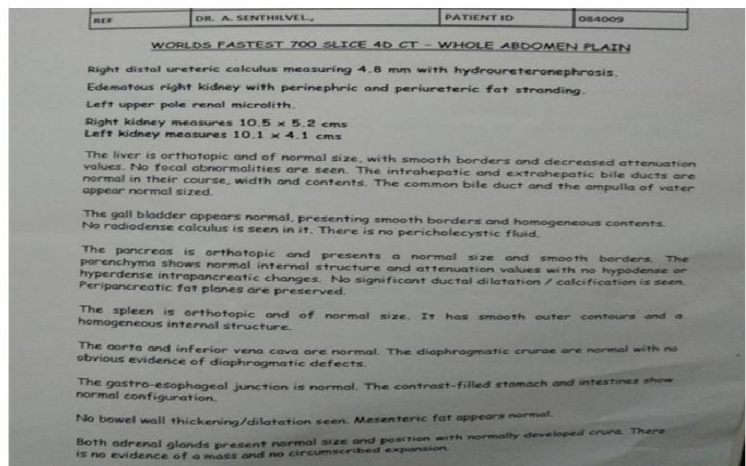 REF DR. A. SENTHILVEL., PATIENT ID 084009
WORLDS FASTEST 700 SLICE 4D CT - WHOLE ABDOMEN PLAIN
Right distal ureteric calculus measuring 4.8 mm with hydroureteronephrosis.
Edematous right kidney with perinephric and periureteric fat stranding.
Left upper pole renal microlith.
Right kidney measures 10.5 x 5.2 cms
Left kidney measures 10.1 x 4.1 cms
The liver is orthotopic and of normal size, with smooth borders and decreased attenuation
values. No focal abnormalities are seen. The intrahepatic and extrahepatic bile ducts are
normal in their course, width and contents. The common bile duct and the ampulla of vater
appear normal sized.
The gall bladder appears normal, presenting smooth borders and homogeneous contents.
No radiodense calculus is seen in it. There is no pericholecystic fluid.
The pancreas is orthotopic and presents a normal size and smooth borders. The
parenchyma shows normal internal structure and attenuation values with no hypodense or
hyperdense intrapancreatic changes. No significant ductal dilatation / calcification is seen.
Peripancreatic fat planes are preserved.
The spleen is orthotopic and of normal size. It has smooth outer contours and a
homogeneous internal structure.
The aorta and inferior vena cava are normal. The diaphragmatic crurae are normal with no
obvious evidence of diaphragmatic defects.
The gastro-esophageal junction is normal. The contrast-filled stomach and intestines show
normal configuration.
No bowel wall thickening/dilatation seen. Mesenteric fat appears normal.
Both adrenal glands present normal size and position with normally developed crura. There
is no evidence of a mass and no circumscribed expansion.